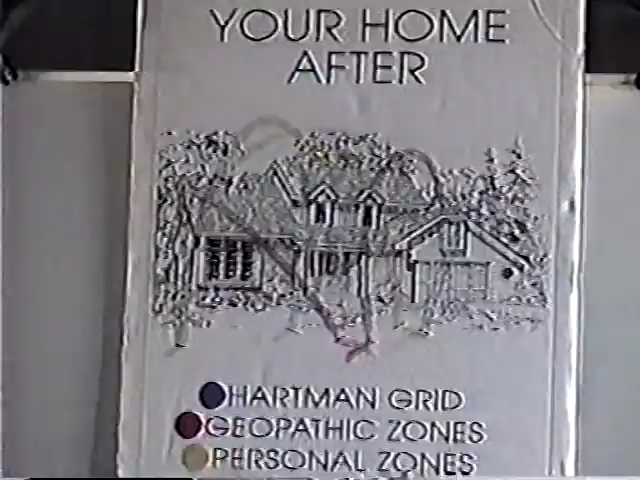 YOUR HOME
AFTER
HARTMAN GRID
GEOPATHIC ZONES
PERSONAL ZONES